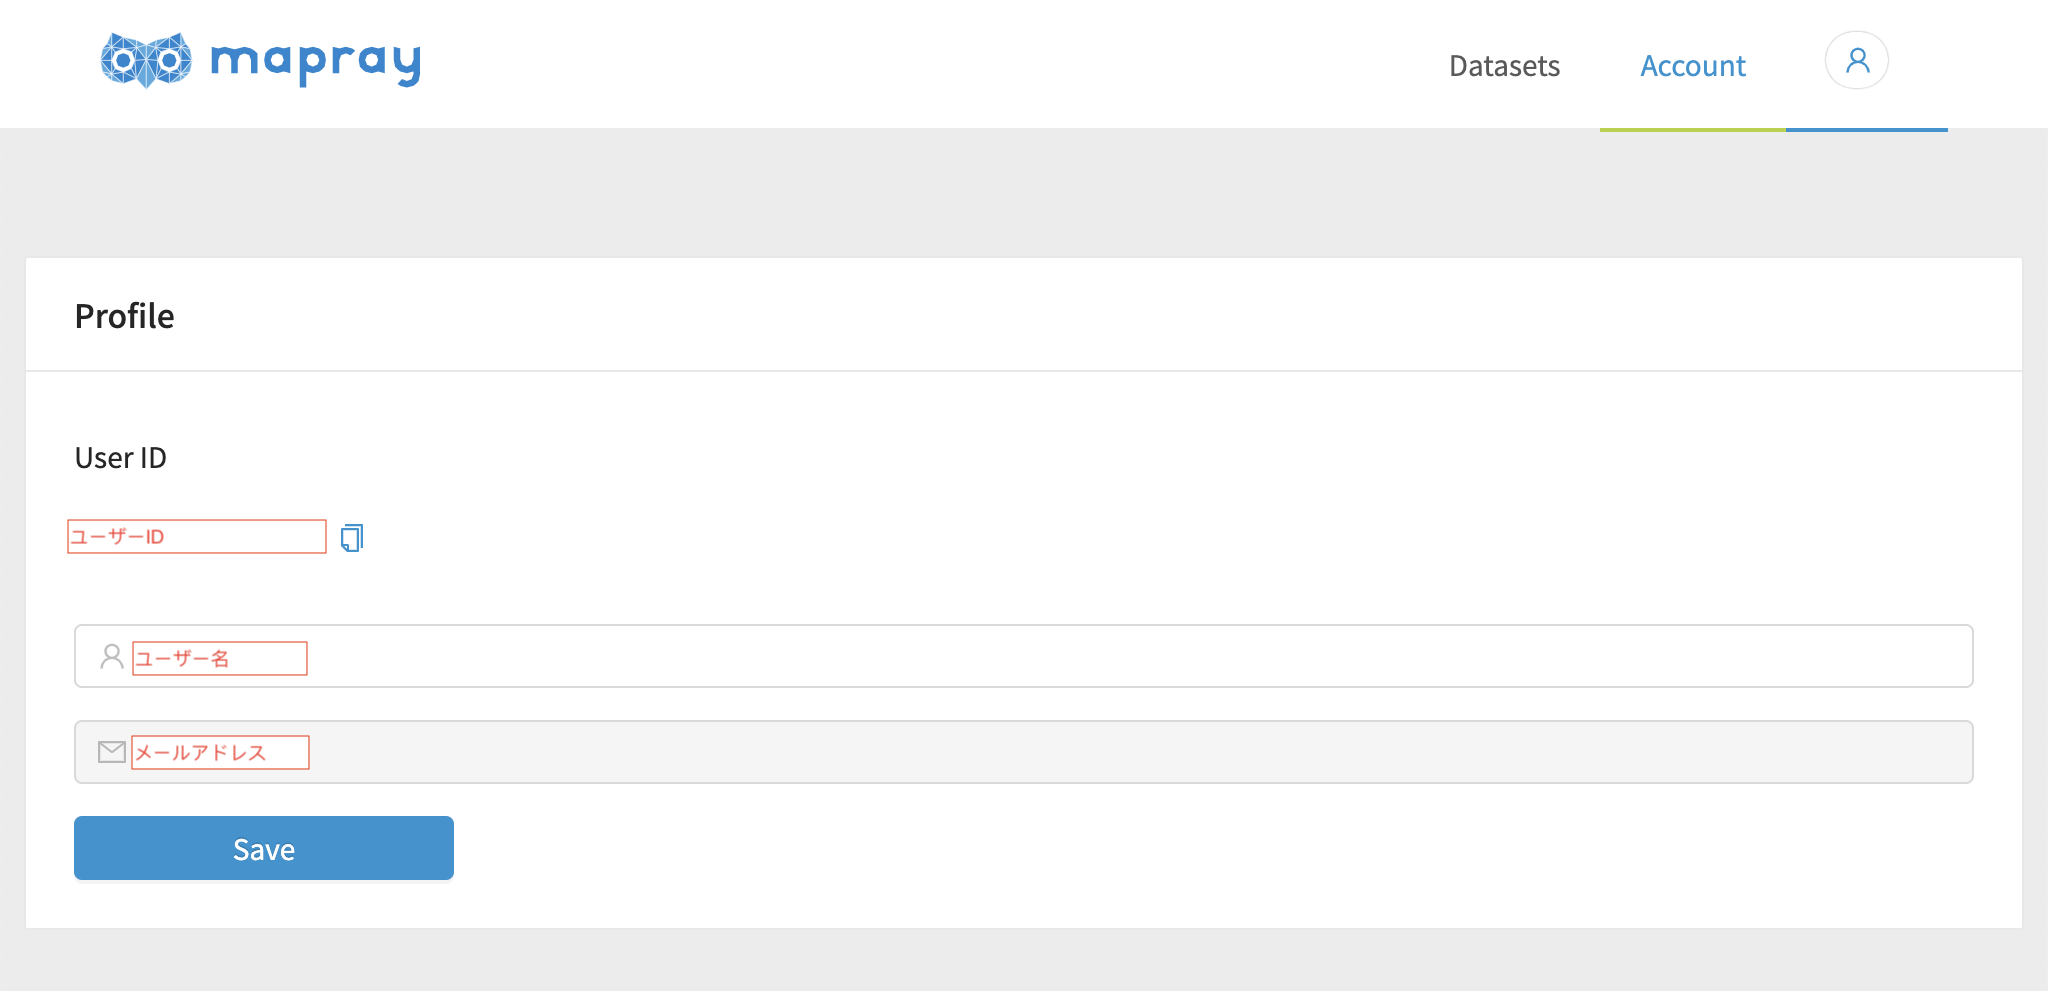 mapray
Datasets
Account
Profile
User ID
ユーザーID
ユーザー名
メールアドレス
Save